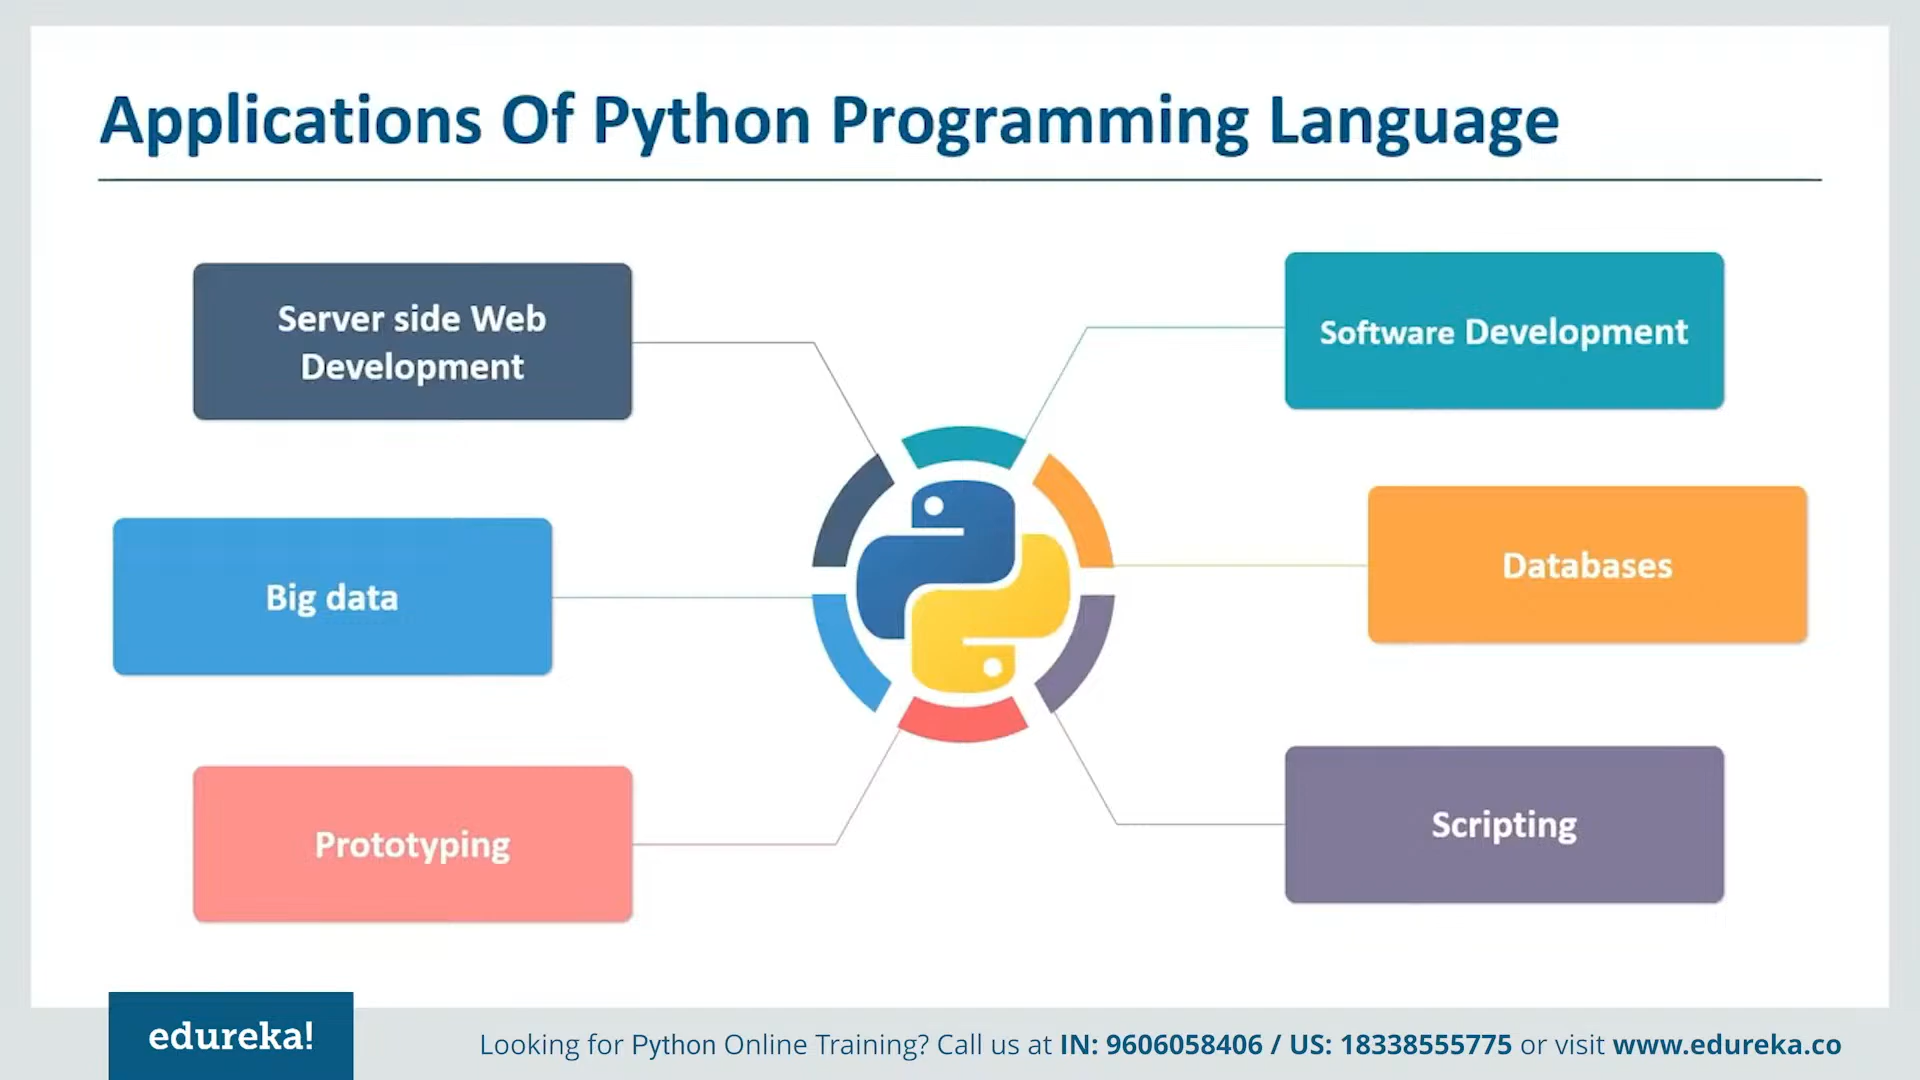 Applications Of Python Programming Language
Server side Web
Development
Software Development
Big data
Databases
Prototyping
Scripting
edureka!
Looking for Python Online Training? Call us at IN: 9606058406 / US: 18338555775 or visit www.edureka.co